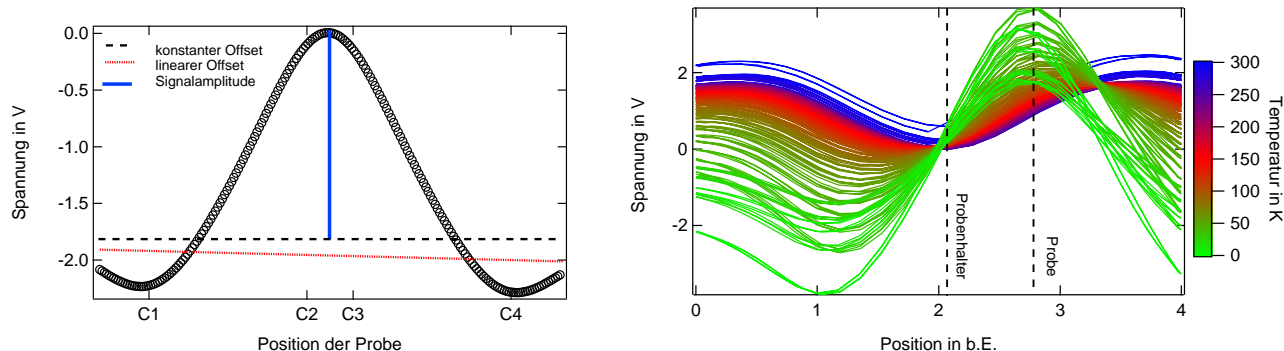 0.0
-0.5
-1.0
-1.5
-2.0
Spannung in V
konstanter Offset
linearer Offset
Signalamplitude
C1 C2 C3 C4
Position der Probe
2
0
-2
Spannung in V
Probenhalter
Probe
0 1 2 3 4
Position in b.E.
300
250
200
150
100
50
0
Temperatur in K